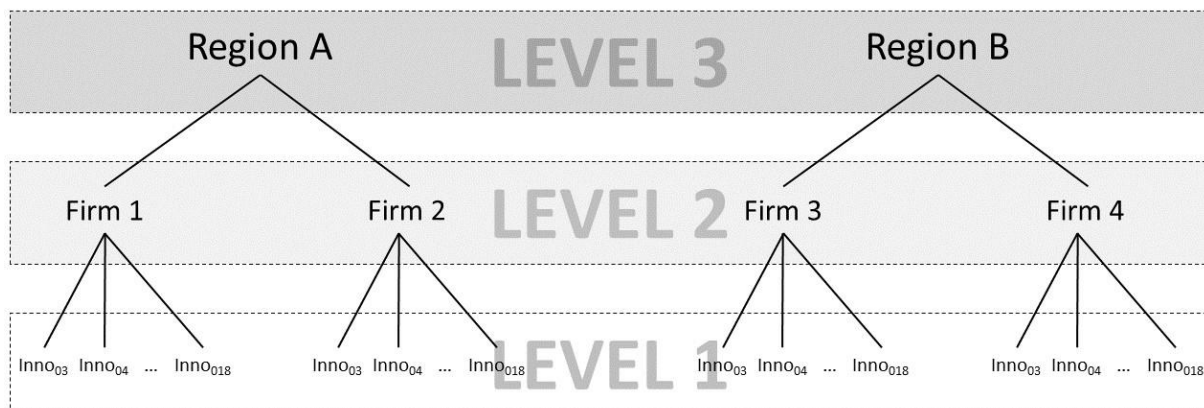 Region A LEVEL 3 Region B
Firm 1 Firm 2 LEVEL 2 Firm 3 Firm 4
Inno03 Inno04 ... Inno018 Inno03 Inno04 ... Inno018 LEVEL 1 Inno03 Inno04 ... Inno018 Inno03 Inno04 ... Inno018